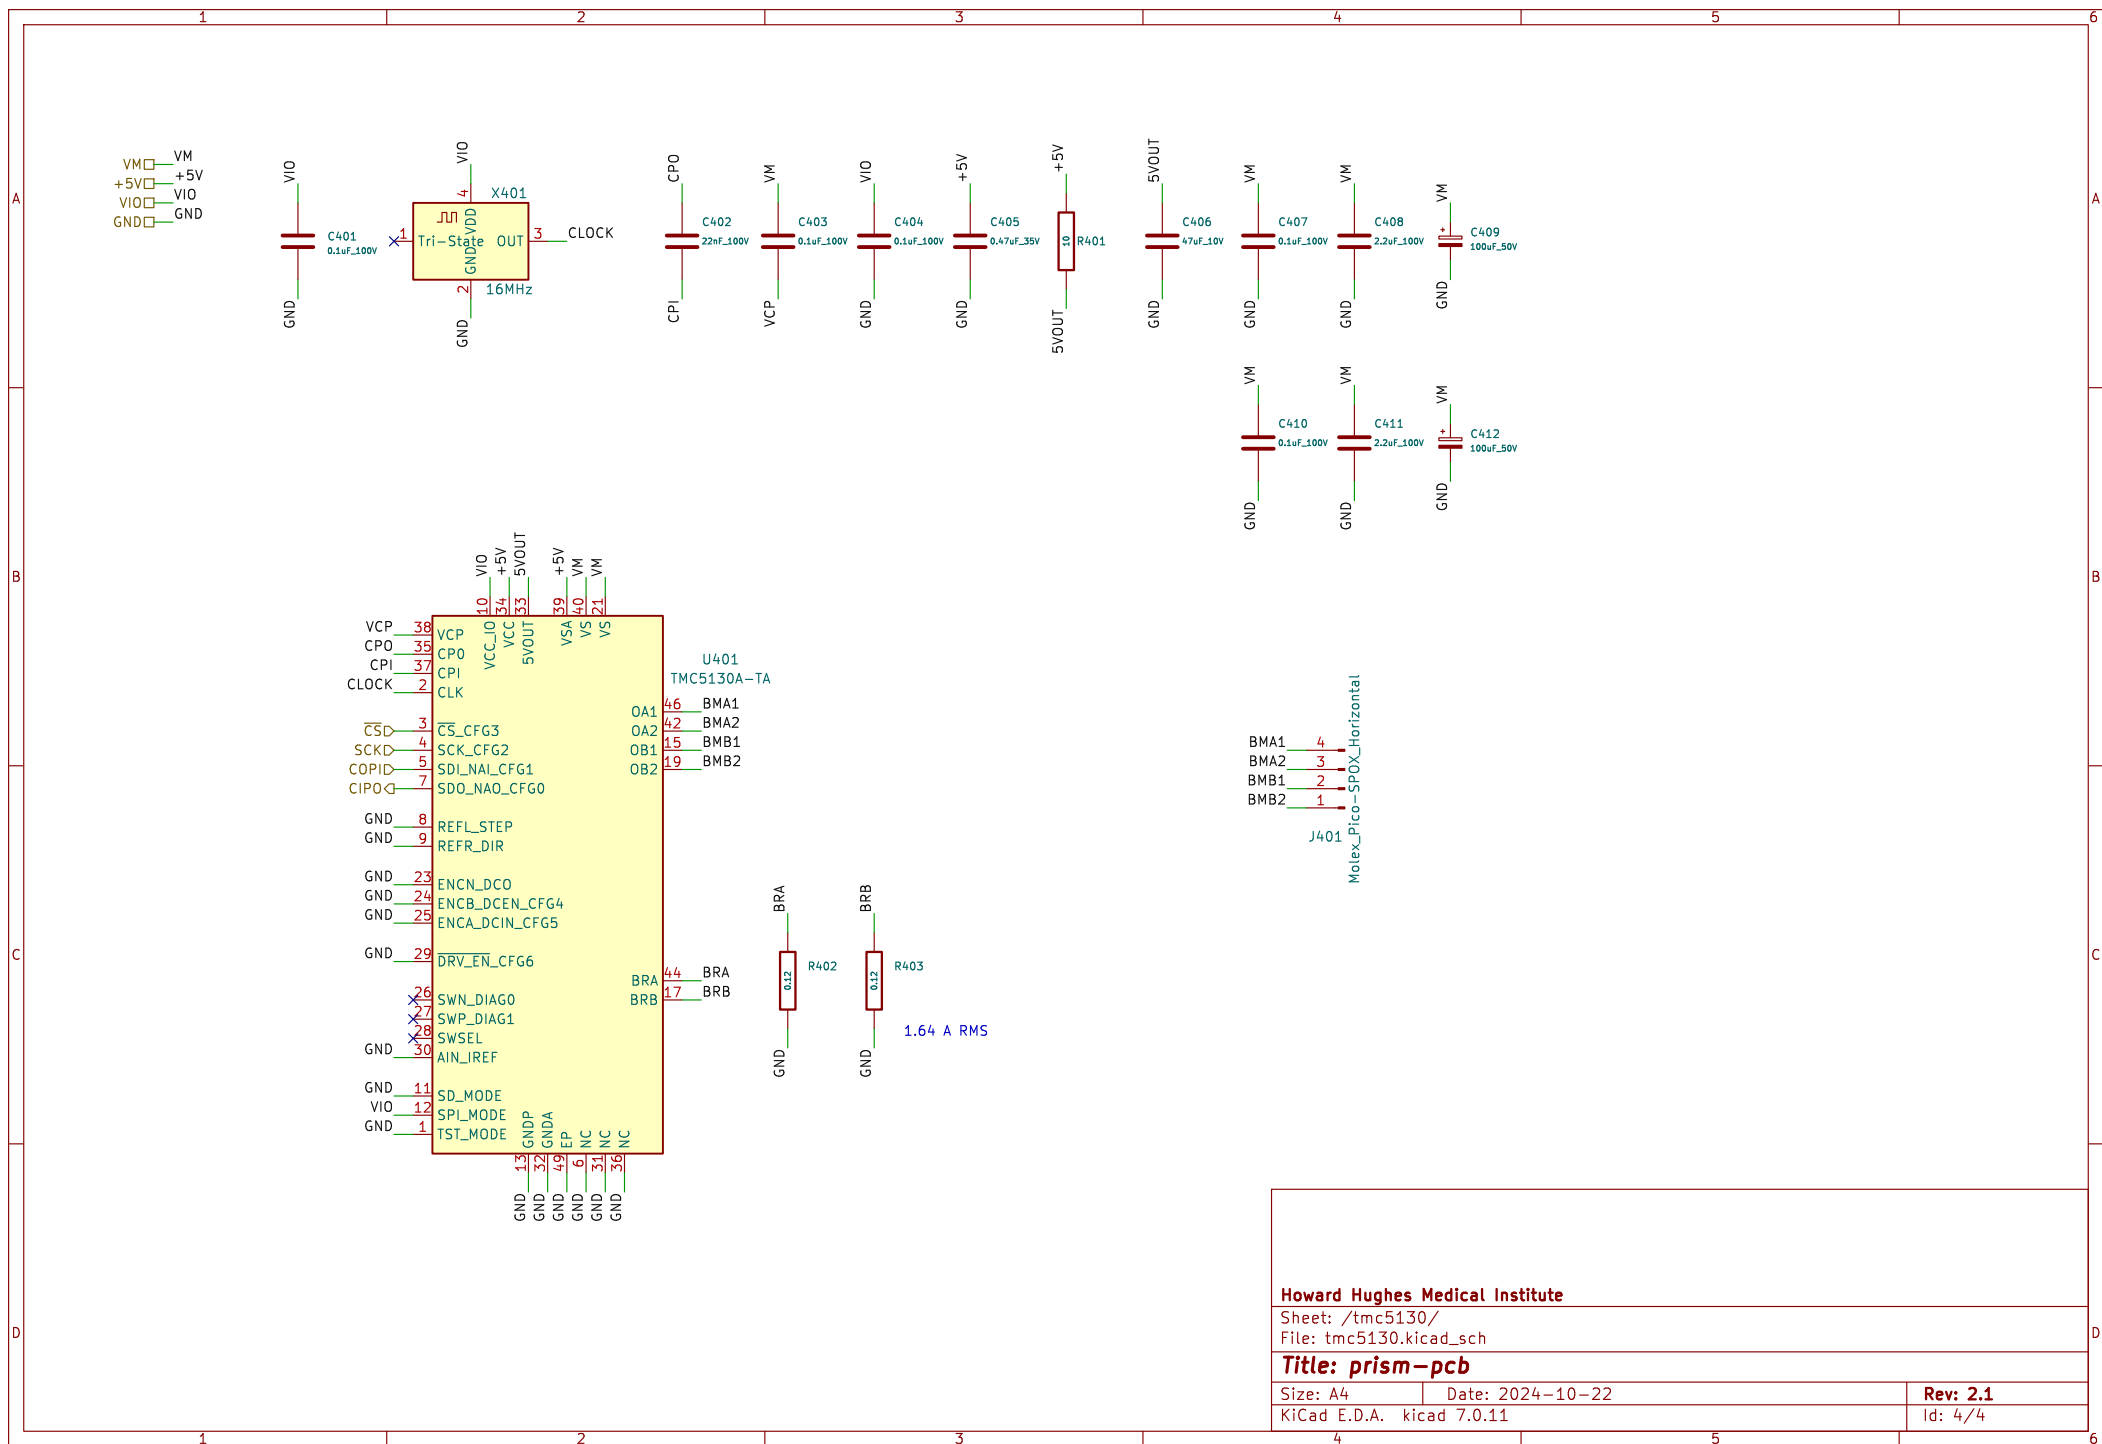 1 2 3 4 5 6
A A
B B
C C
D D
VM VM
+5V +5V
VIO VIO
GND GND
VIO
C401
0.1uF_100V
GND
VIO
X401
4
VDD
1 Tri-State OUT 3 CLOCK
GND
2
16MHz
GND
CPO
C402
22nF_100V
CPI
VM
C403
0.1uF_100V
VCP
VIO
C404
0.1uF_100V
GND
+5V
C405
0.47uF_35V
GND
+5V
10
R401
5VOUT
5VOUT
C406
47uF_10V
GND
VM
C407
0.1uF_100V
GND
VM
C408
2.2uF_100V
GND
VM
+
C409
100uF_50V
GND
VM
C410
0.1uF_100V
GND
VM
C411
2.2uF_100V
GND
VM
+
C412
100uF_50V
GND
VIO 10 VCC_IO
+5V 34 VCC
5VOUT 33 5VOUT
+5V 39 VSA
VM 40 VS
VM 21 VS
U401
TMC5130A-TA
VCP 38 VCP
CPO 35 CPO
CPI 37 CPI
CLOCK 2 CLK
CS 3 CS_CFG3
SCK 4 SCK_CFG2
COPI 5 SDI_NAI_CFG1
CIPO 7 SDO_NAO_CFG0
GND 8 REFL_STEP
GND 9 REFR_DIR
GND 23 ENCN_DCO
GND 24 ENCB_DCEN_CFG4
GND 25 ENCA_DCIN_CFG5
GND 29 DRV_EN_CFG6
26 SWN_DIAG0
27 SWP_DIAG1
28 SWSEL
GND 30 AIN_IREF
GND 11 SD_MODE
VIO 12 SPI_MODE
GND 1 TST_MODE
OA1 46 BMA1
OA2 42 BMA2
OB1 15 BMB1
OB2 19 BMB2
BRA 44 BRA
BRB 17 BRB
GNDP 13 GND
GNDA 32 GND
EP 49 GND
NC 6 GND
NC 31 GND
NC 36 GND
BRA
0.12
R402
GND
BRB
0.12
R403
GND
1.64 A RMS
BMA1 4
BMA2 3
BMB1 2
BMB2 1
J401
Molex_Pico-SPOX_Horizontal
Howard Hughes Medical Institute
Sheet: /tmc5130/
File: tmc5130.kicad_sch
Title: prism-pcb
Size: A4 Date: 2024-10-22 Rev: 2.1
KiCad E.D.A. kicad 7.0.11 Id: 4/4
1 2 3 4 5 6